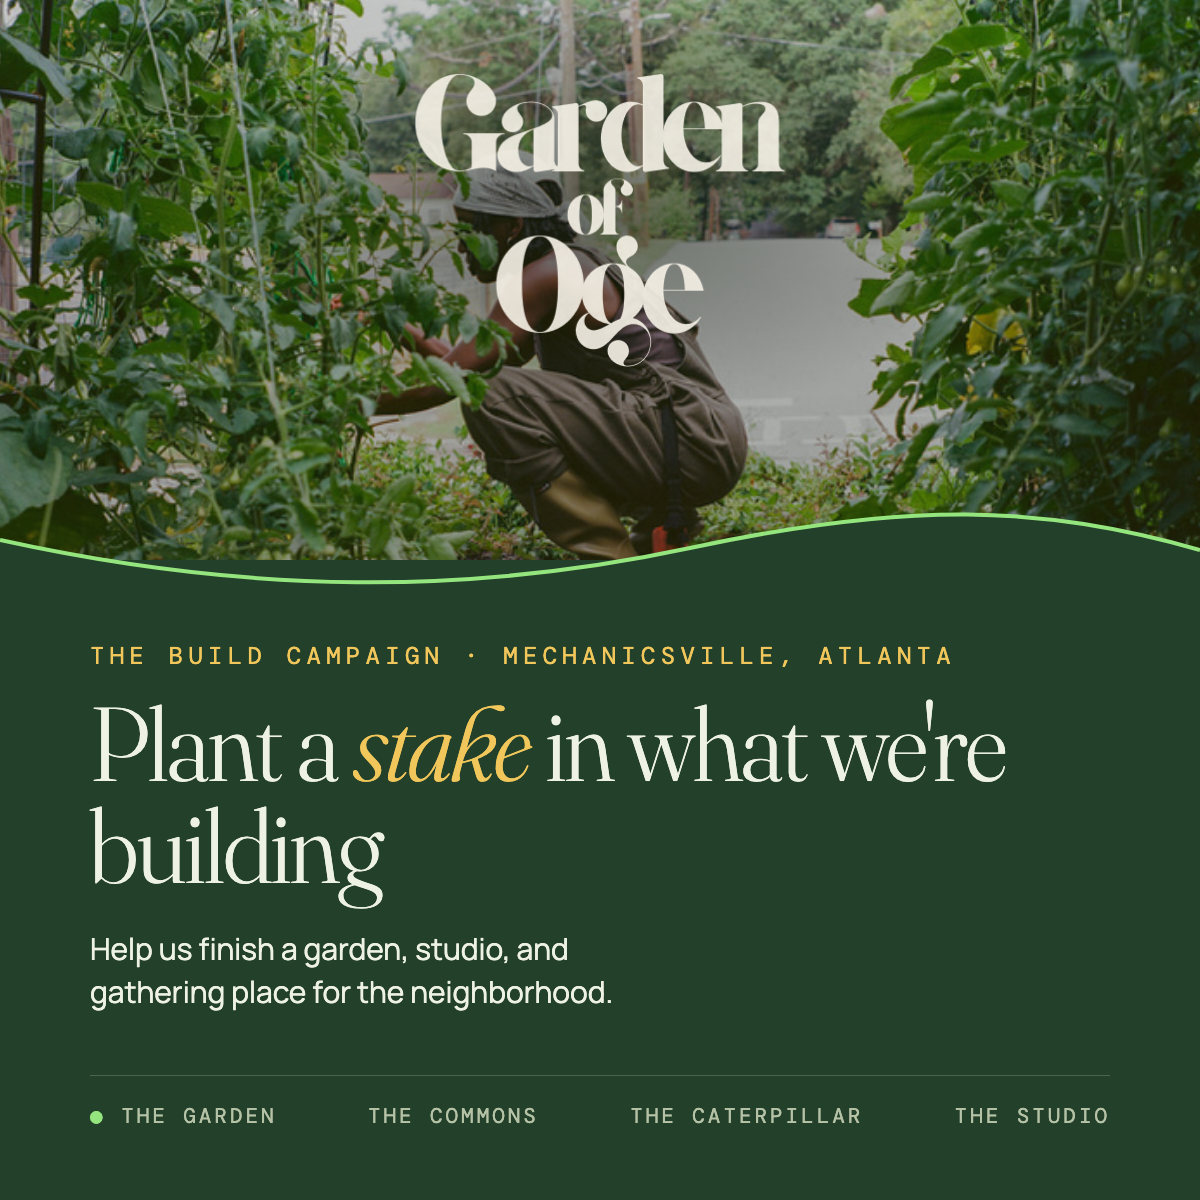 Garden
of
Oge
THE BUILD CAMPAIGN · MECHANICSVILLE, ATLANTA
Plant a stake in what we're
building
Help us finish a garden, studio, and
gathering place for the neighborhood.
THE GARDEN THE COMMONS THE CATERPILLAR THE STUDIO